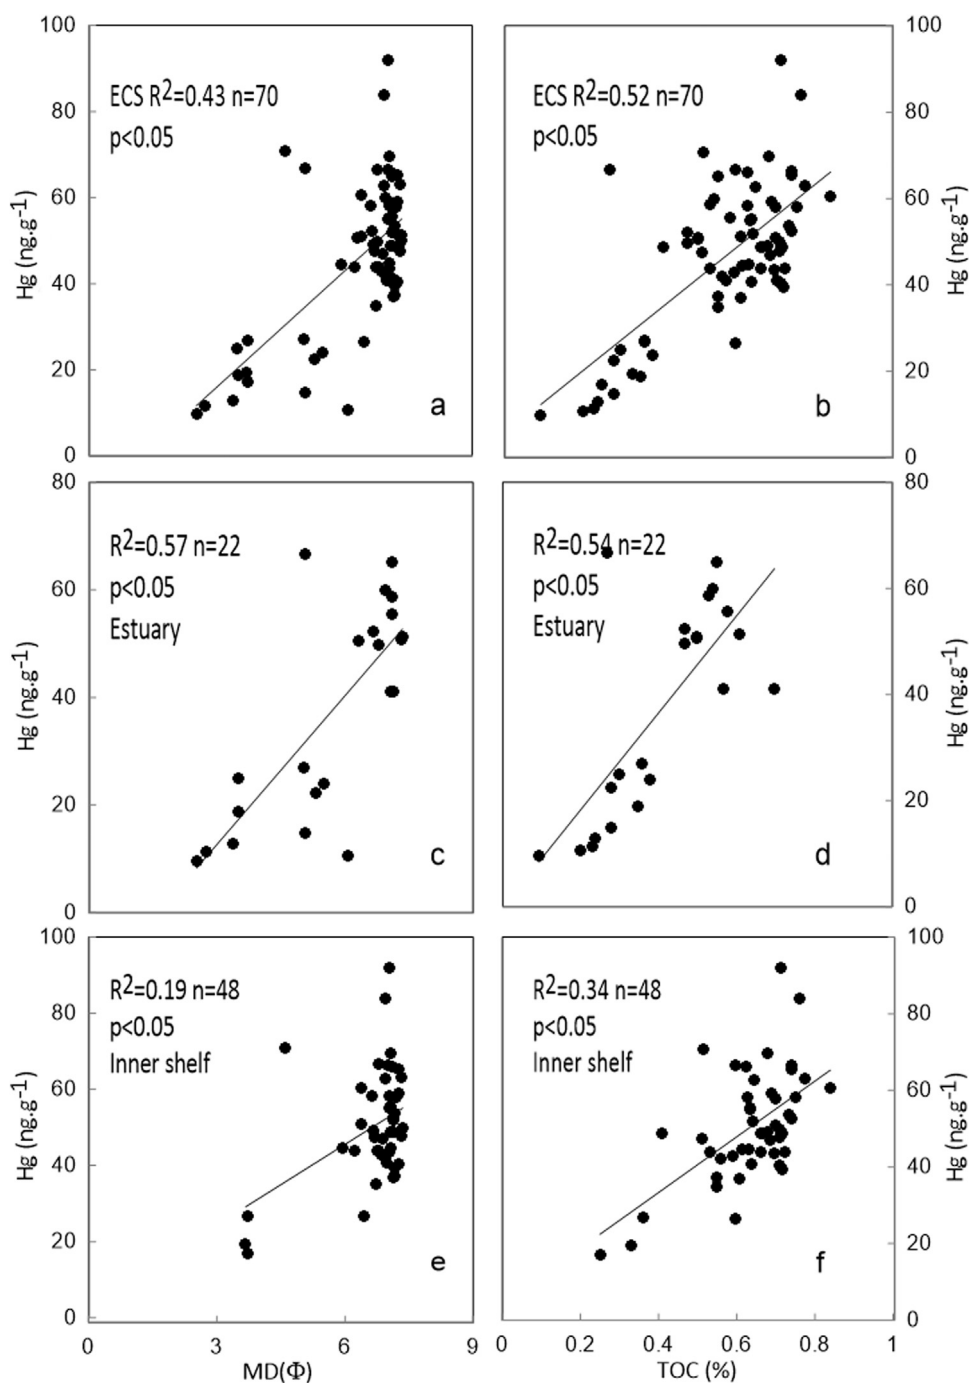 100
80
60
40
20
0
Hg (ng.g-1)
ECS R2=0.43 n=70
p<0.05
a
ECS R2=0.52 n=70
p<0.05
b
100
80
60
40
20
0
Hg (ng.g-1)
80
60
40
20
0
Hg (ng.g-1)
R2=0.57 n=22
p<0.05
Estuary
c
R2=0.54 n=22
p<0.05
Estuary
d
80
60
40
20
0
Hg (ng.g-1)
100
80
60
40
20
0
Hg (ng.g-1)
R2=0.19 n=48
p<0.05
Inner shelf
e
R2=0.34 n=48
p<0.05
Inner shelf
f
100
80
60
40
20
0
Hg (ng.g-1)
0 3 6 9
MD(Φ)
0 0.2 0.4 0.6 0.8 1
TOC (%)